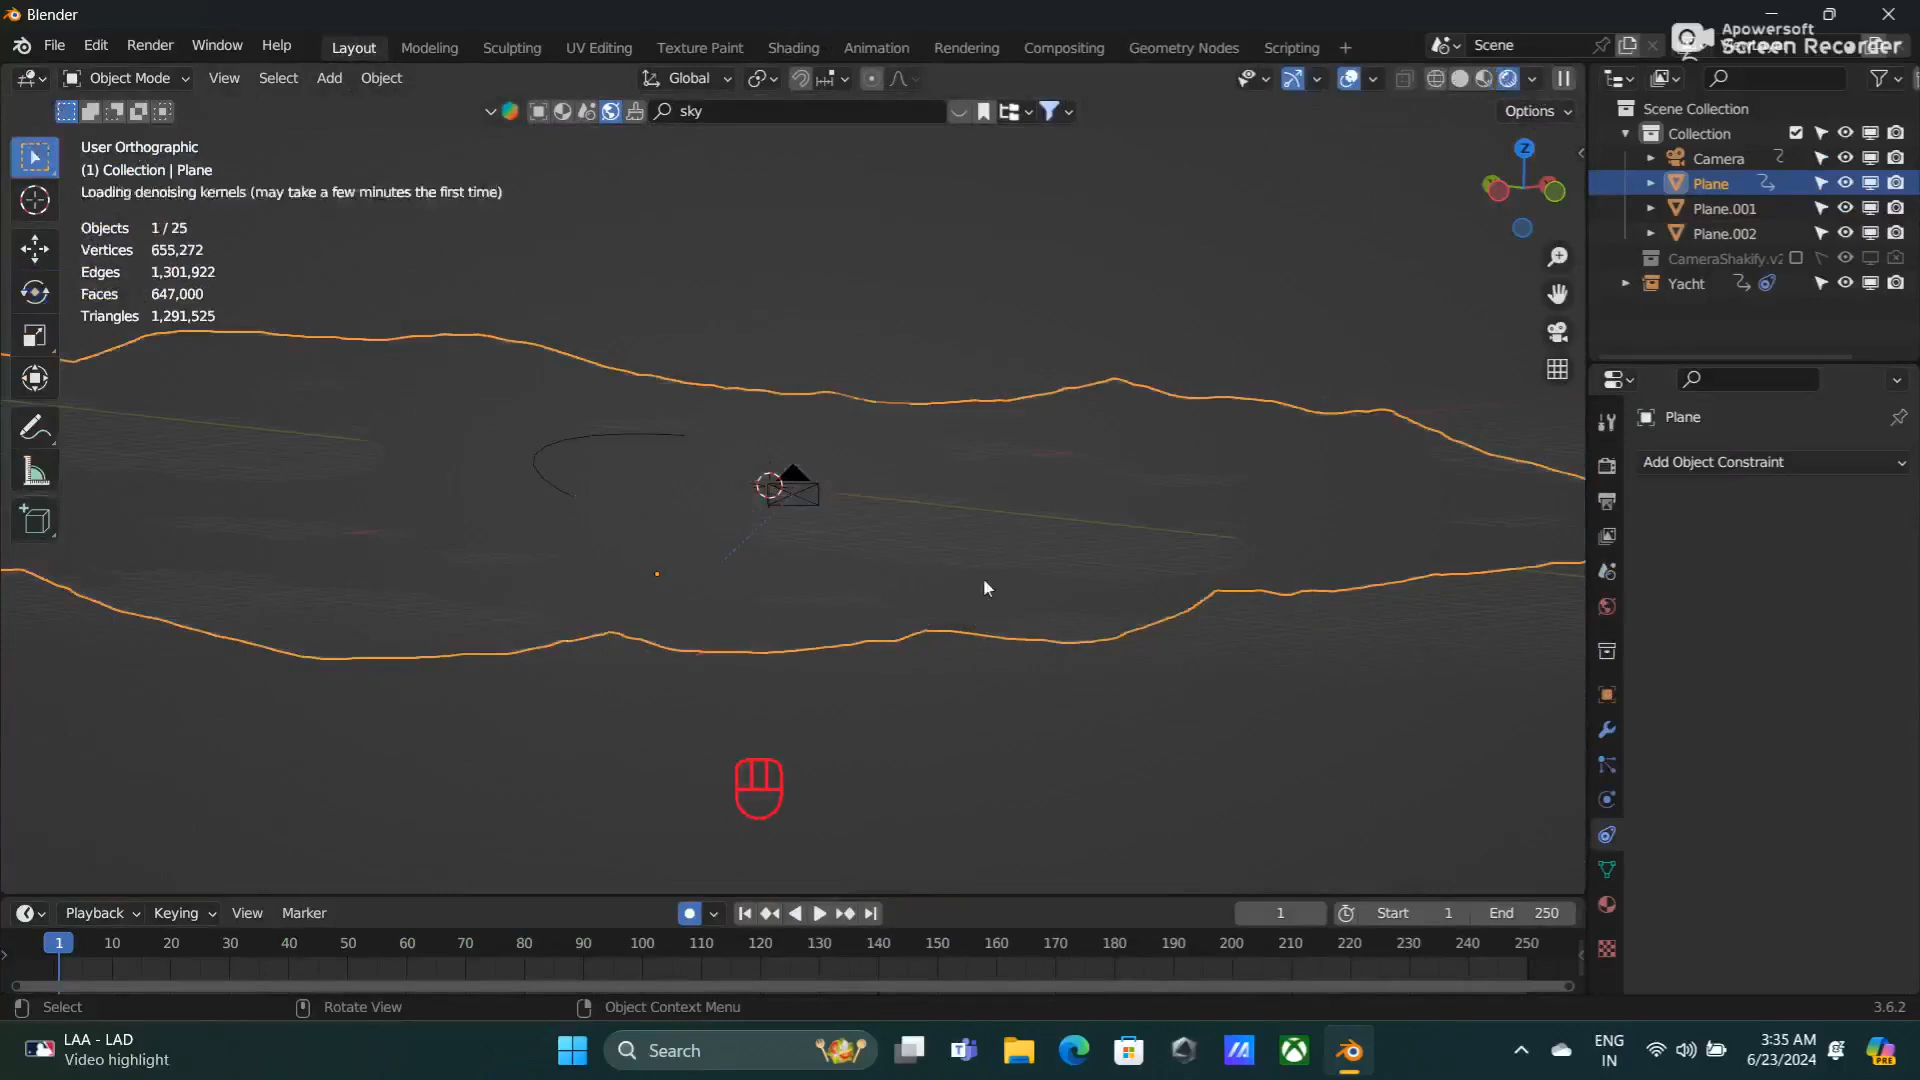 Blender
File Edit Render Window Help Layout Modeling Sculpting UV Editing Texture Paint Shading Animation Rendering Compositing Geometry Nodes Scripting + Scene
Apowersoft
Screen Recorder
Object Mode View Select Add Object Global
sky Options
User Orthographic
(1) Collection | Plane
Loading denoising kernels (may take a few minutes the first time)
Objects 1 / 25
Vertices 655,272
Edges 1,301,922
Faces 647,000
Triangles 1,291,525
Z
Scene Collection
Collection
Camera
Plane
Plane.001
Plane.002
CameraShakify.v2
Yacht
Plane
Add Object Constraint
Playback Keying View Marker 1 Start 1 End 250
1 10 20 30 40 50 60 70 80 90 100 110 120 130 140 150 160 170 180 190 200 210 220 230 240 250
Select Rotate View Object Context Menu 3.6.2
LAA - LAD
Video highlight
Search
ENG
IN
3:35 AM
6/23/2024
PRE